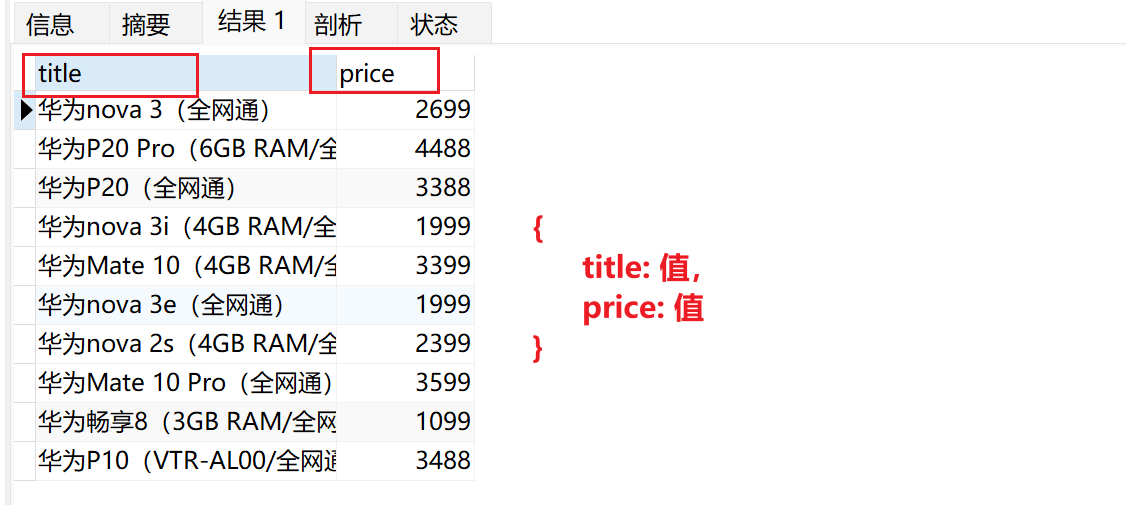 信息 摘要 结果 1 剖析 状态
title price
华为nova 3（全网通） 2699
华为P20 Pro（6GB RAM/全 4488
华为P20（全网通） 3388
华为nova 3i（4GB RAM/全 1999
华为Mate 10（4GB RAM/全 3399
华为nova 3e（全网通） 1999
华为nova 2s（4GB RAM/全 2399
华为Mate 10 Pro（全网通） 3599
华为畅享8（3GB RAM/全网 1099
华为P10（VTR-AL00/全网通 3488
{
title: 值，
price: 值
}